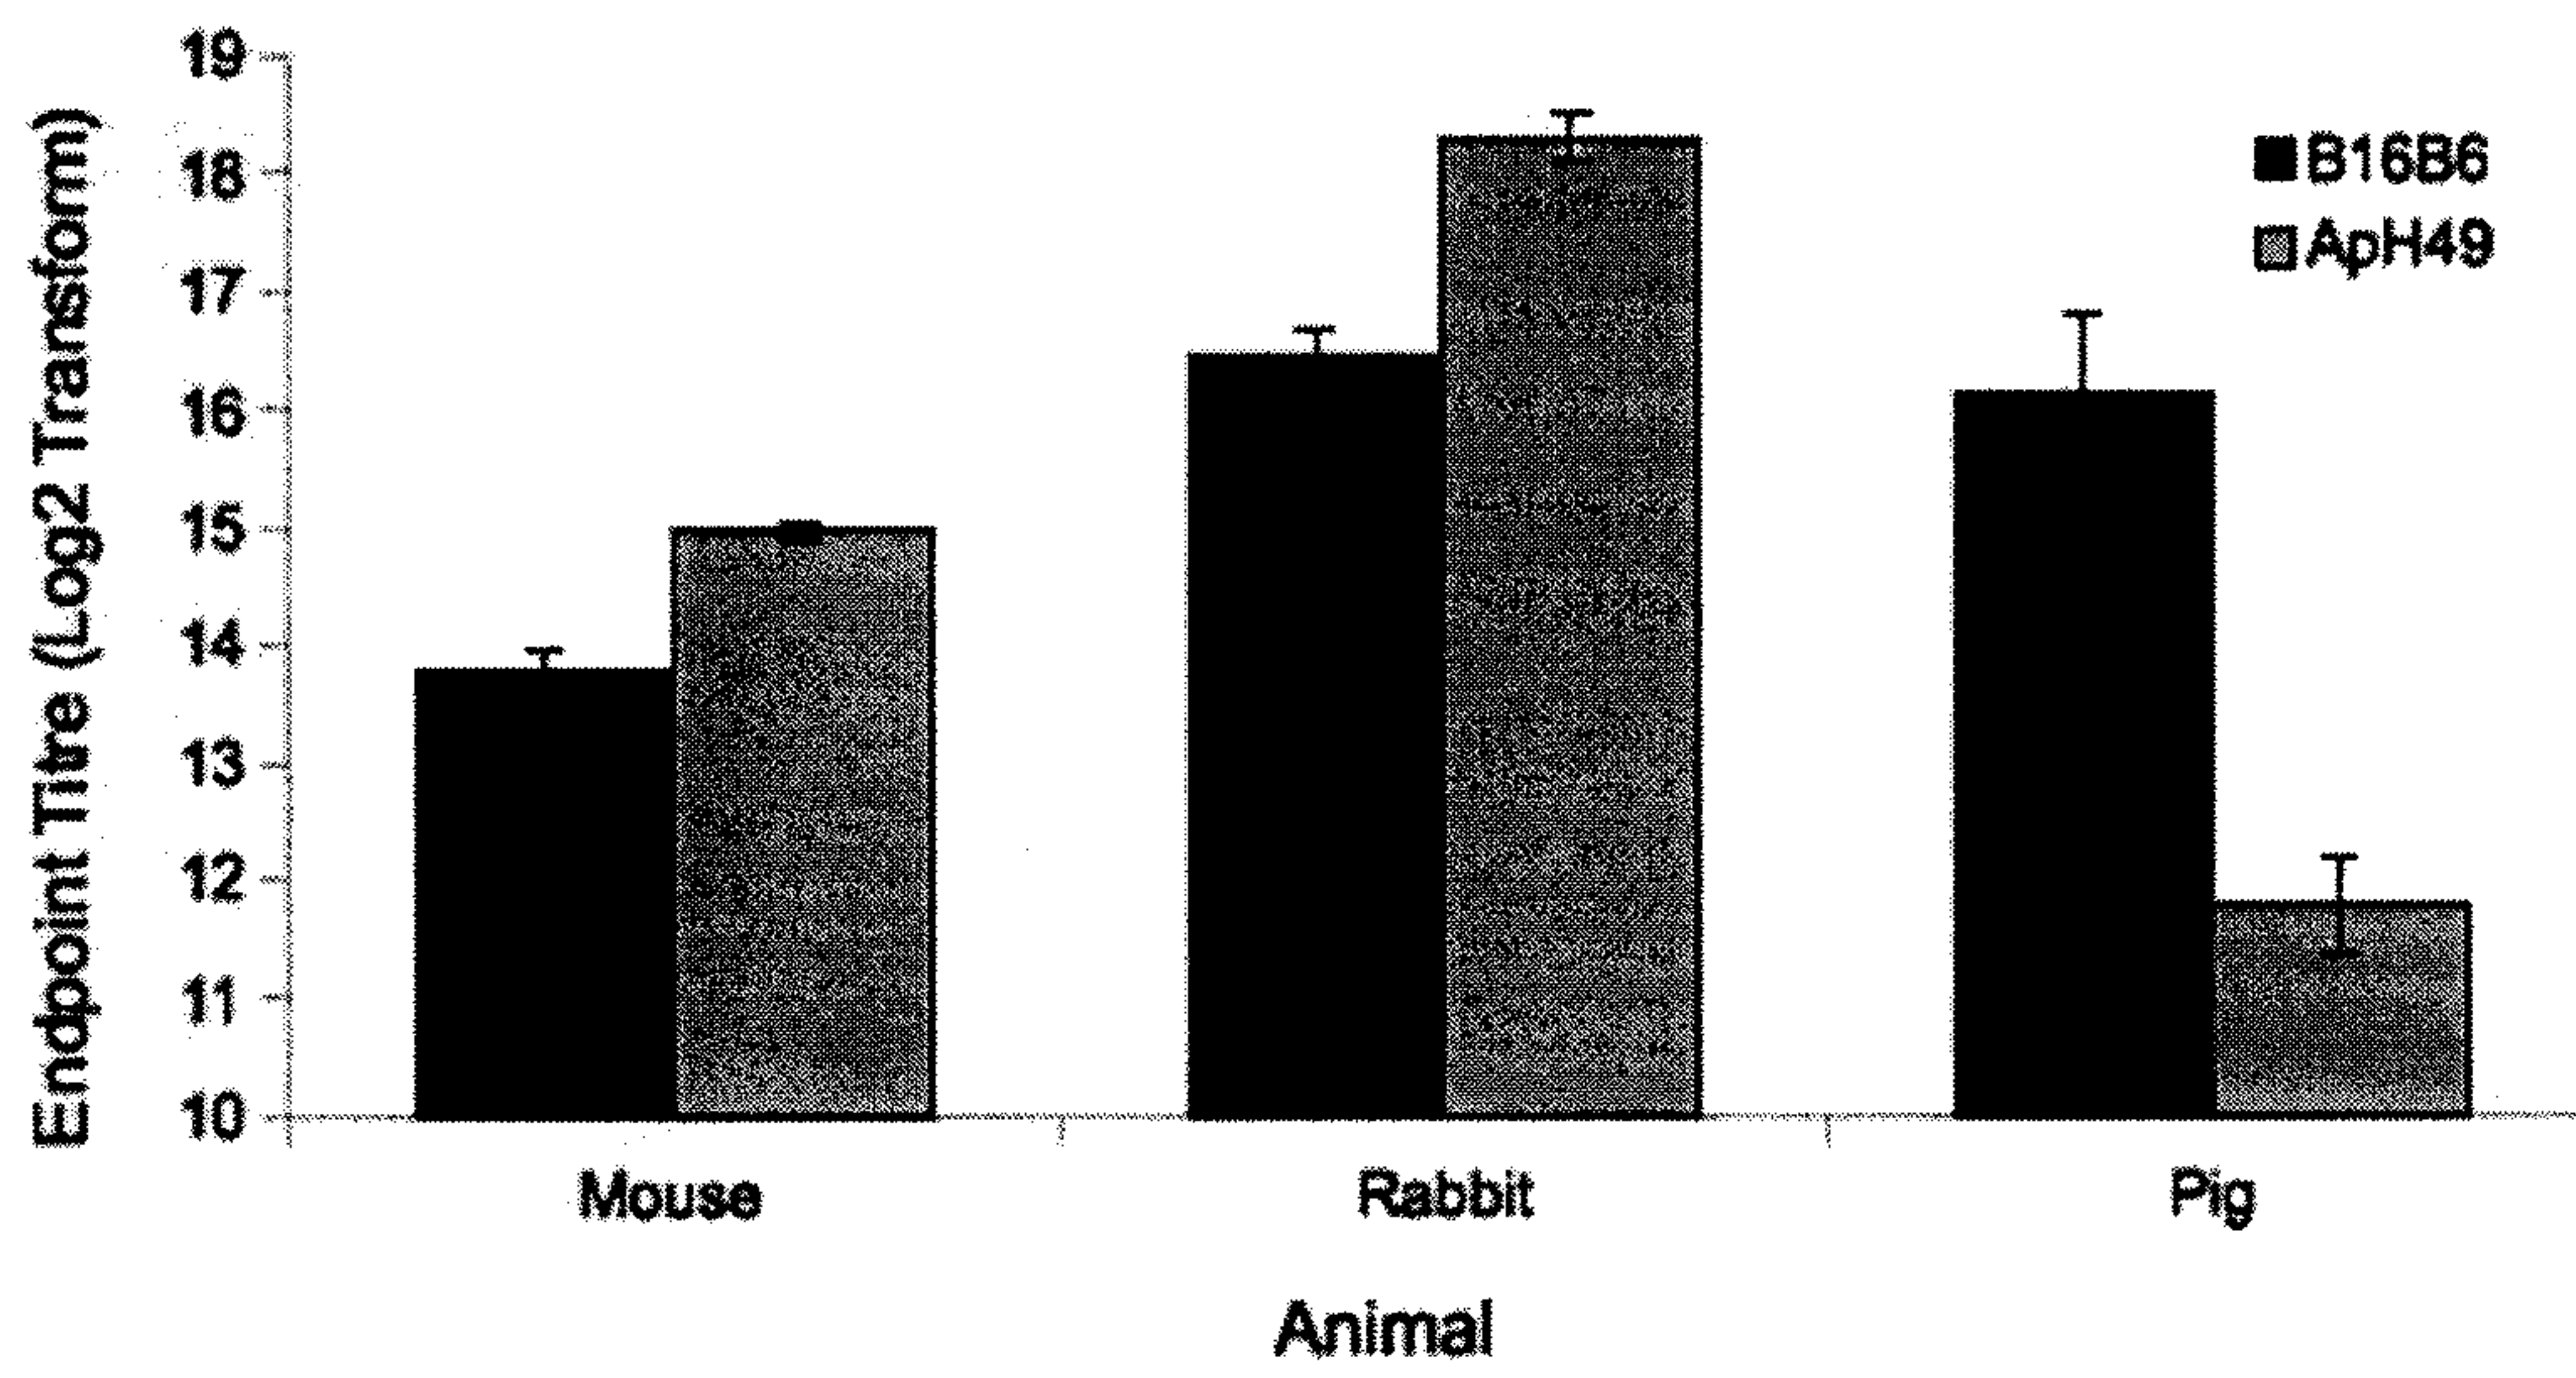 Endpoint Titre (Log2 Transform)
19
18
17
16
15
14
13
12
11
10
B16B6
ApH49
Mouse
Rabbit
Pig
Animal